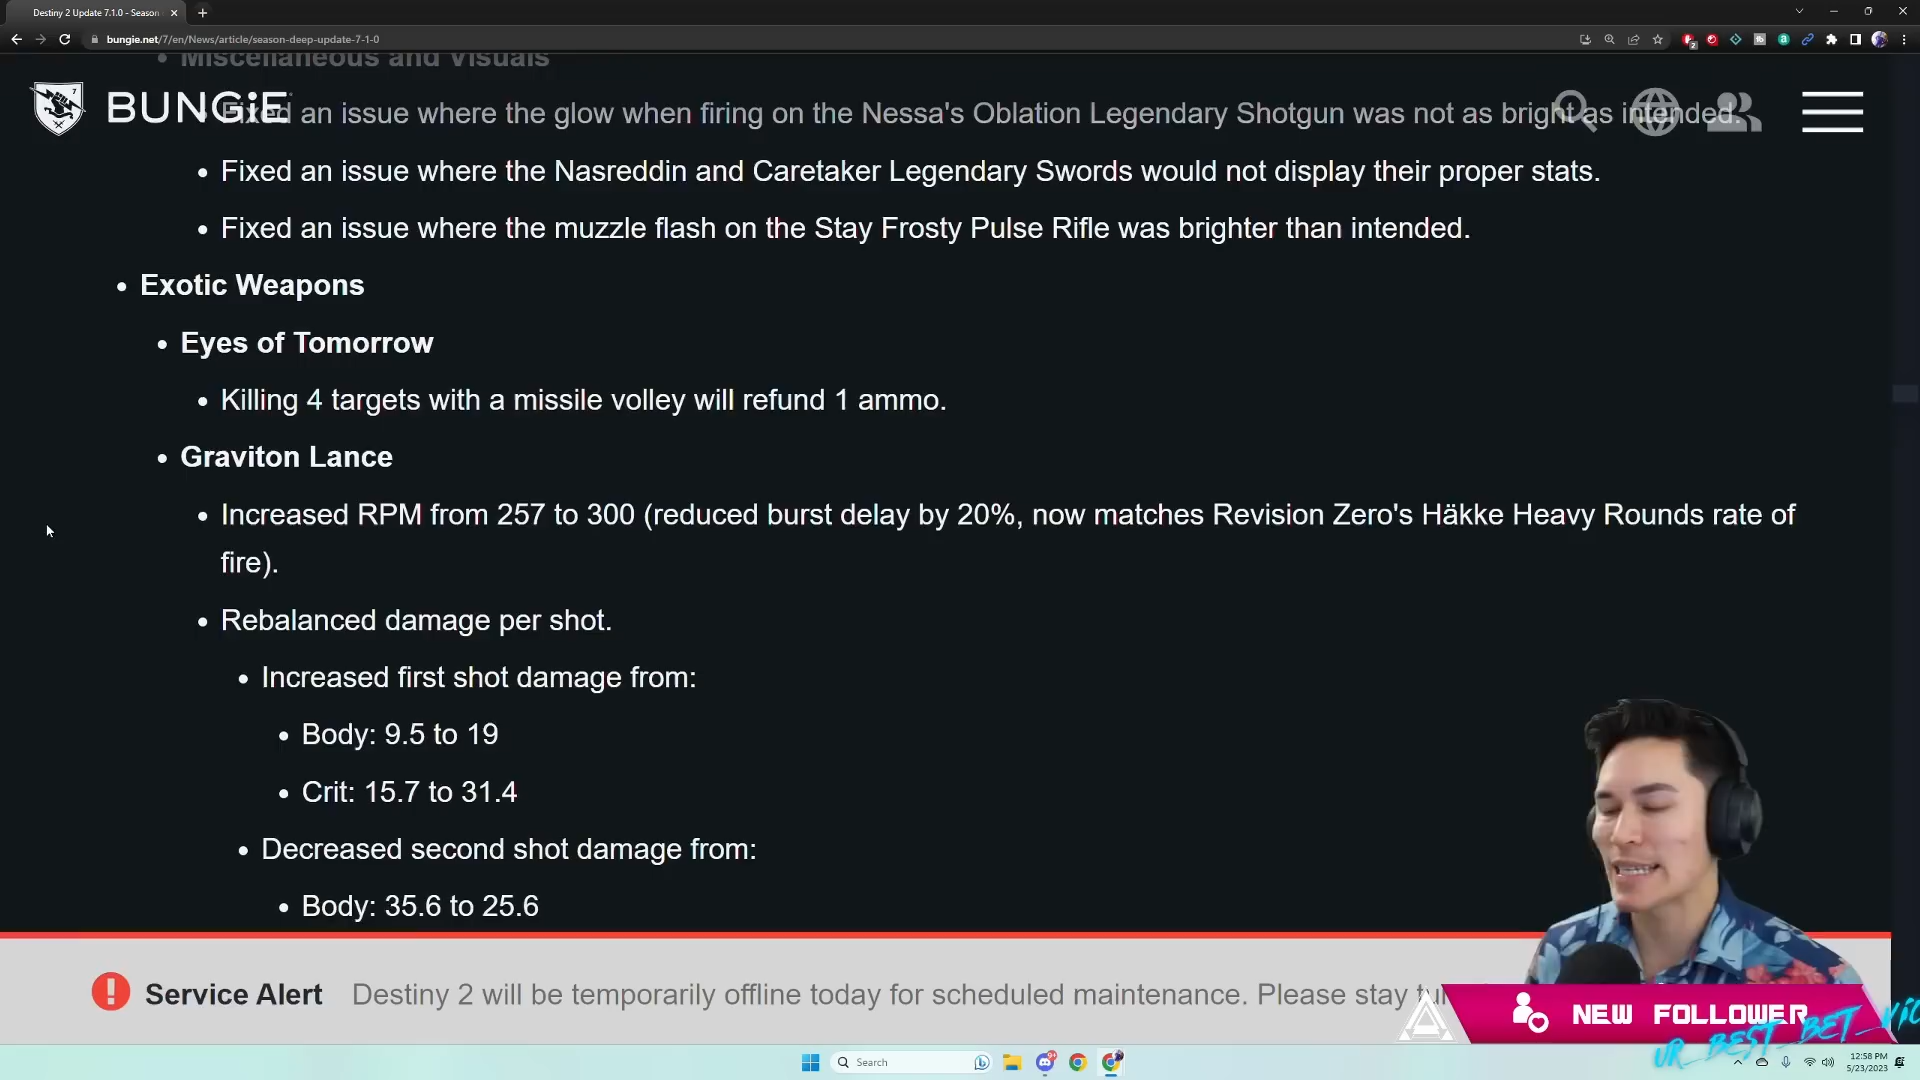 Destiny 2 Update 7.1.0 - Season
bungie.net/7/en/News/article/season-deep-update-7-1-0
Miscellaneous and Visuals
BUNGiE
Fixed an issue where the glow when firing on the Nessa's Oblation Legendary Shotgun was not as bright as intended.
Fixed an issue where the Nasreddin and Caretaker Legendary Swords would not display their proper stats.
Fixed an issue where the muzzle flash on the Stay Frosty Pulse Rifle was brighter than intended.
Exotic Weapons
Eyes of Tomorrow
Killing 4 targets with a missile volley will refund 1 ammo.
Graviton Lance
Increased RPM from 257 to 300 (reduced burst delay by 20%, now matches Revision Zero's Häkke Heavy Rounds rate of
fire).
Rebalanced damage per shot.
Increased first shot damage from:
Body: 9.5 to 19
Crit: 15.7 to 31.4
Decreased second shot damage from:
Body: 35.6 to 25.6
Service Alert Destiny 2 will be temporarily offline today for scheduled maintenance. Please stay
NEW FOLLOWER
UR_BEST_BET_VIC
Search
12:58 PM
5/23/2023